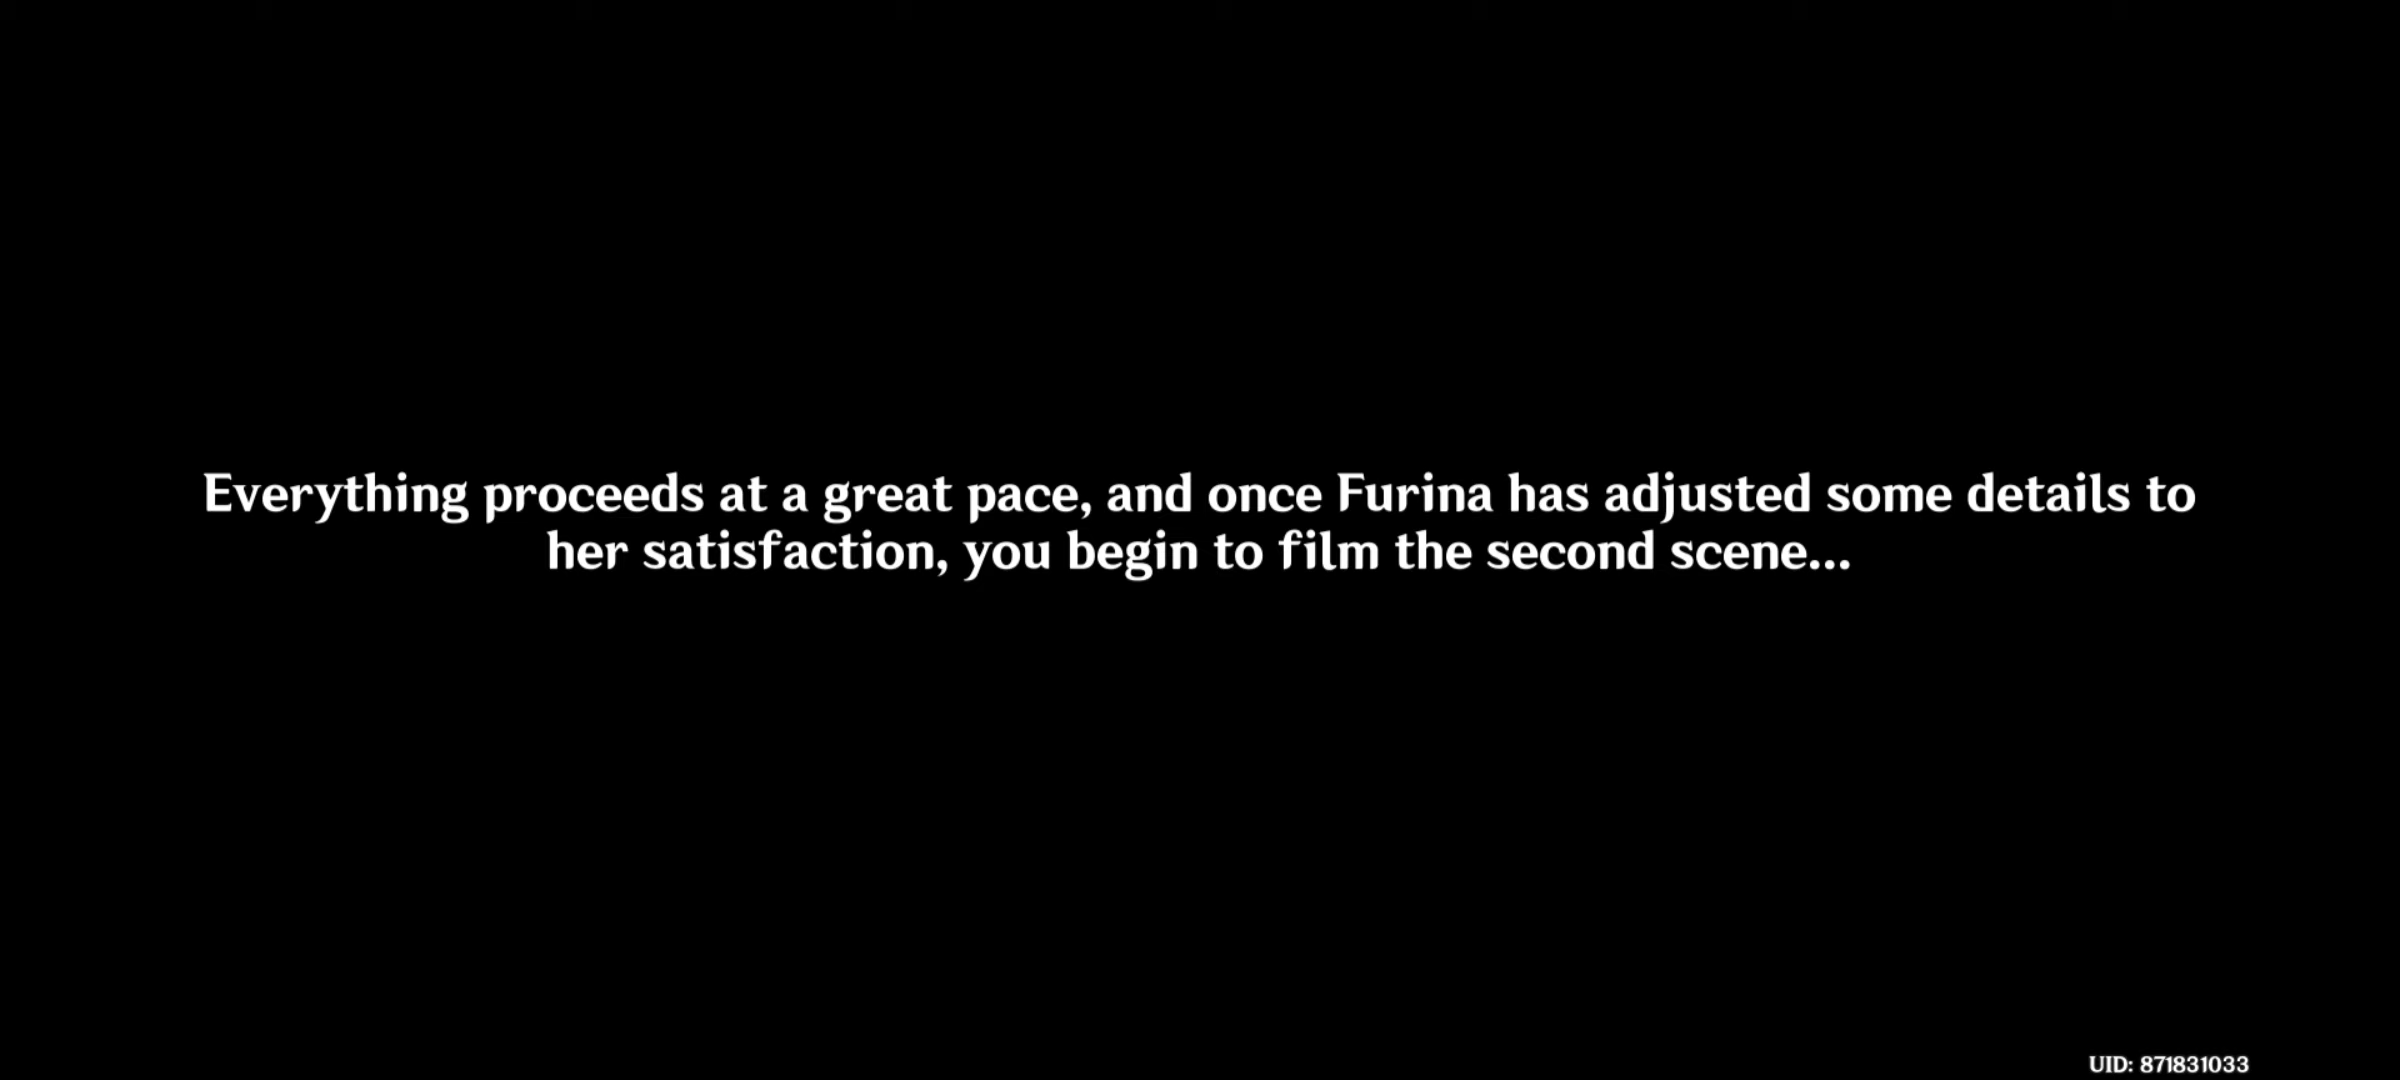 Everything proceeds at a great pace, and once Furina has adjusted some details to
her satisfaction, you begin to film the second scene...
UID: 871831033